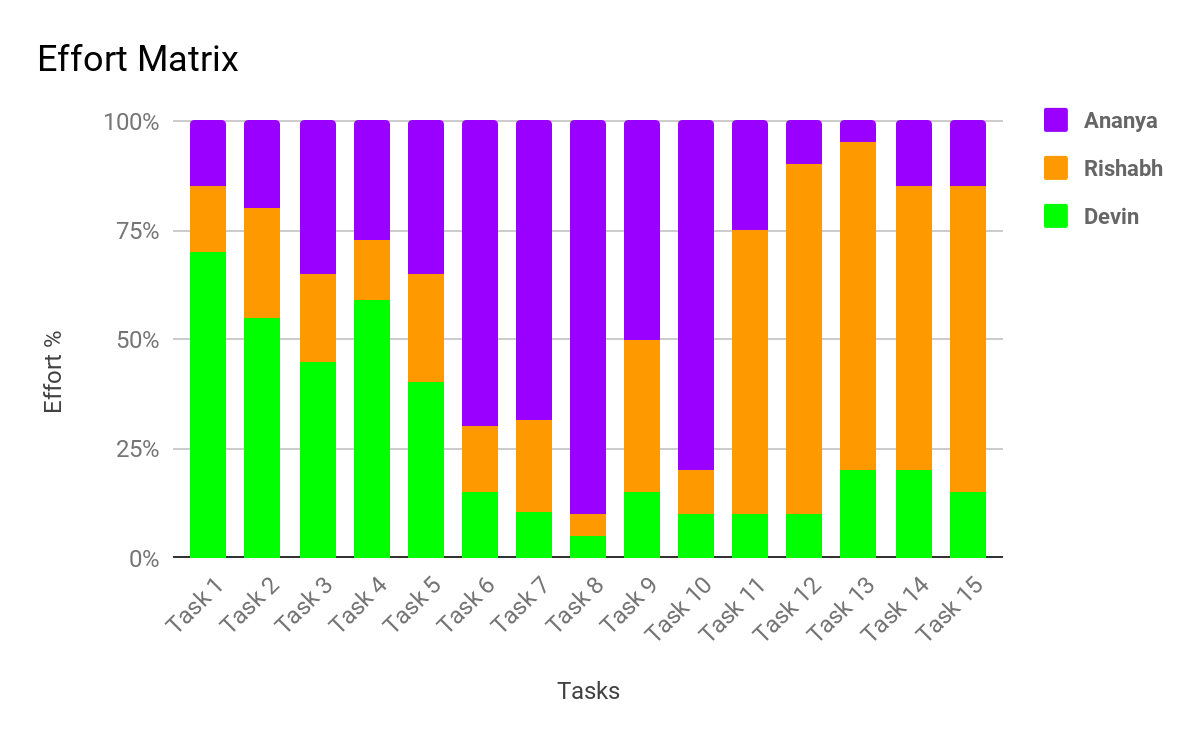 Effort Matrix
Ananya
Rishabh
Devin
100%
75%
50%
25%
0%
Effort %
Task 1
Task 2
Task 3
Task 4
Task 5
Task 6
Task 7
Task 8
Task 9
Task 10
Task 11
Task 12
Task 13
Task 14
Task 15
Tasks